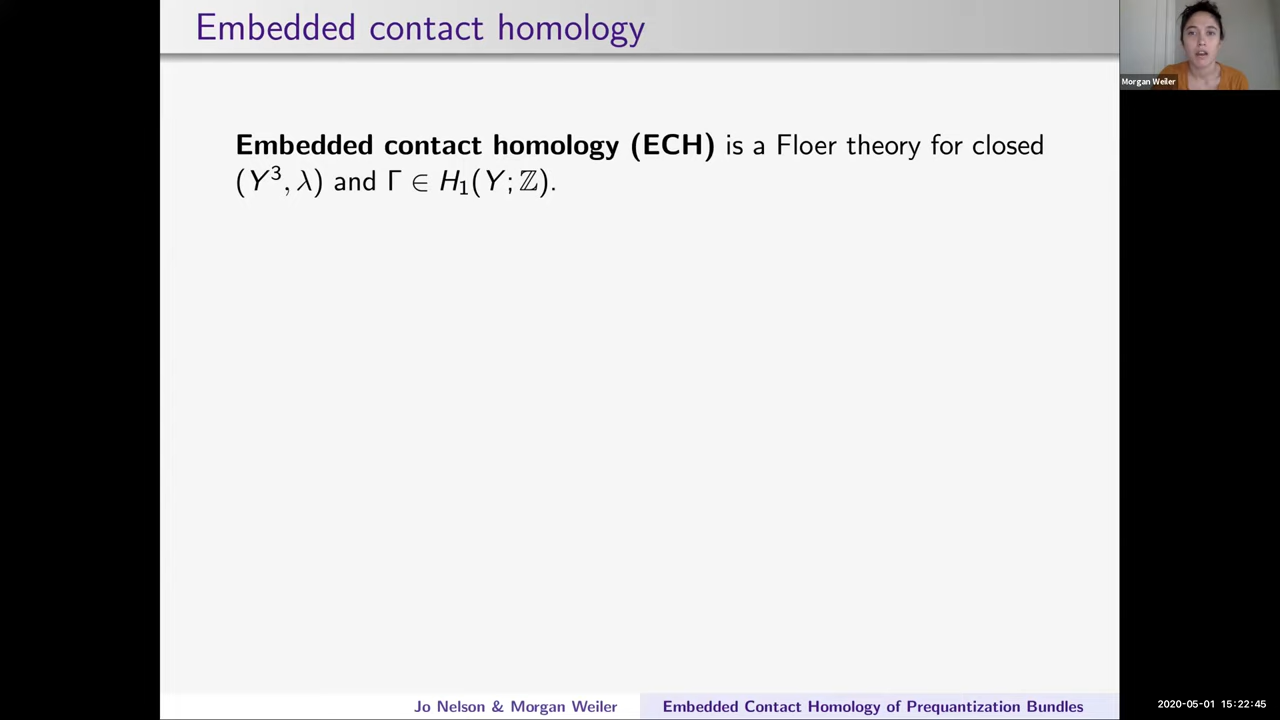 Embedded contact homology
Morgan Weiler
Embedded contact homology (ECH) is a Floer theory for closed
(Y³, λ) and Γ ∈ H₁(Y; ℤ).
Jo Nelson & Morgan Weiler
Embedded Contact Homology of Prequantization Bundles
2020-05-01 15:22:45